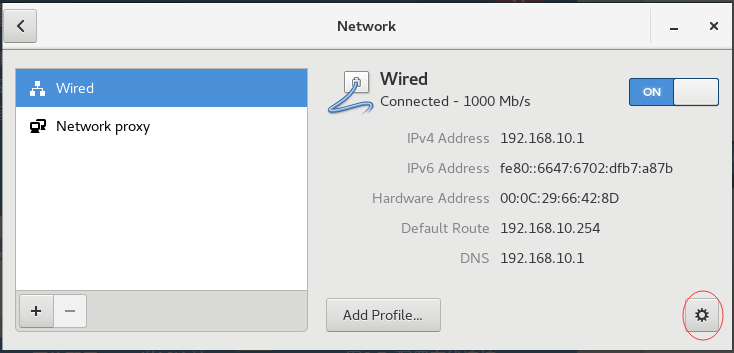 Network
Wired
Network proxy
Wired
Connected - 1000 Mb/s
ON
IPv4 Address 192.168.10.1
IPv6 Address fe80::6647:6702:dfb7:a87b
Hardware Address 00:0C:29:66:42:8D
Default Route 192.168.10.254
DNS 192.168.10.1
Add Profile...